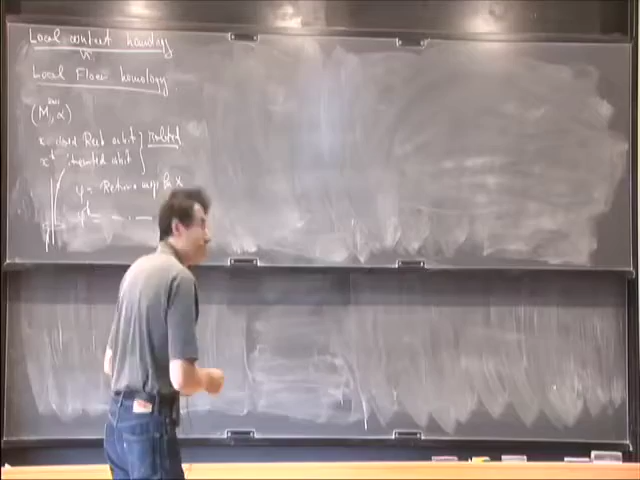 Local contact homology
Local Floer homology
(M, α)
x closed Reeb orbit } isolated
x^k iterated orbit
φ = Return map for x
φ^k